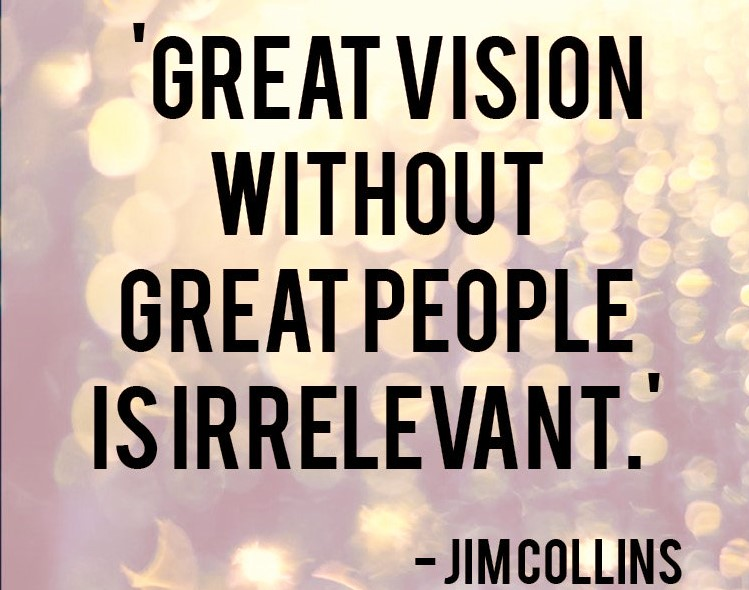 'GREAT VISION
WITHOUT
GREAT PEOPLE
IS IRRELEVANT.'
- JIM COLLINS